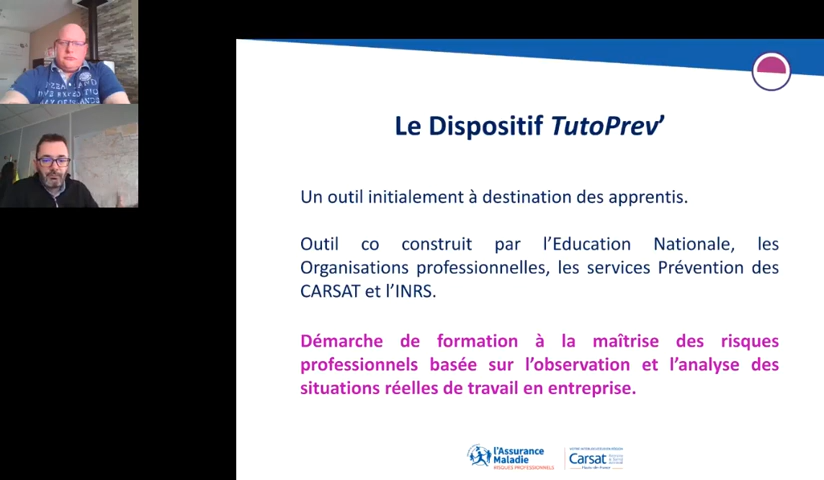 Le Dispositif TutoPrev’
Un outil initialement à destination des apprentis.
Outil co construit par l’Education Nationale, les
Organisations professionnelles, les services Prévention des
CARSAT et l’INRS.
Démarche de formation à la maîtrise des risques
professionnels basée sur l’observation et l’analyse des
situations réelles de travail en entreprise.
l’Assurance
Maladie
RISQUES PROFESSIONNELS
Carsat